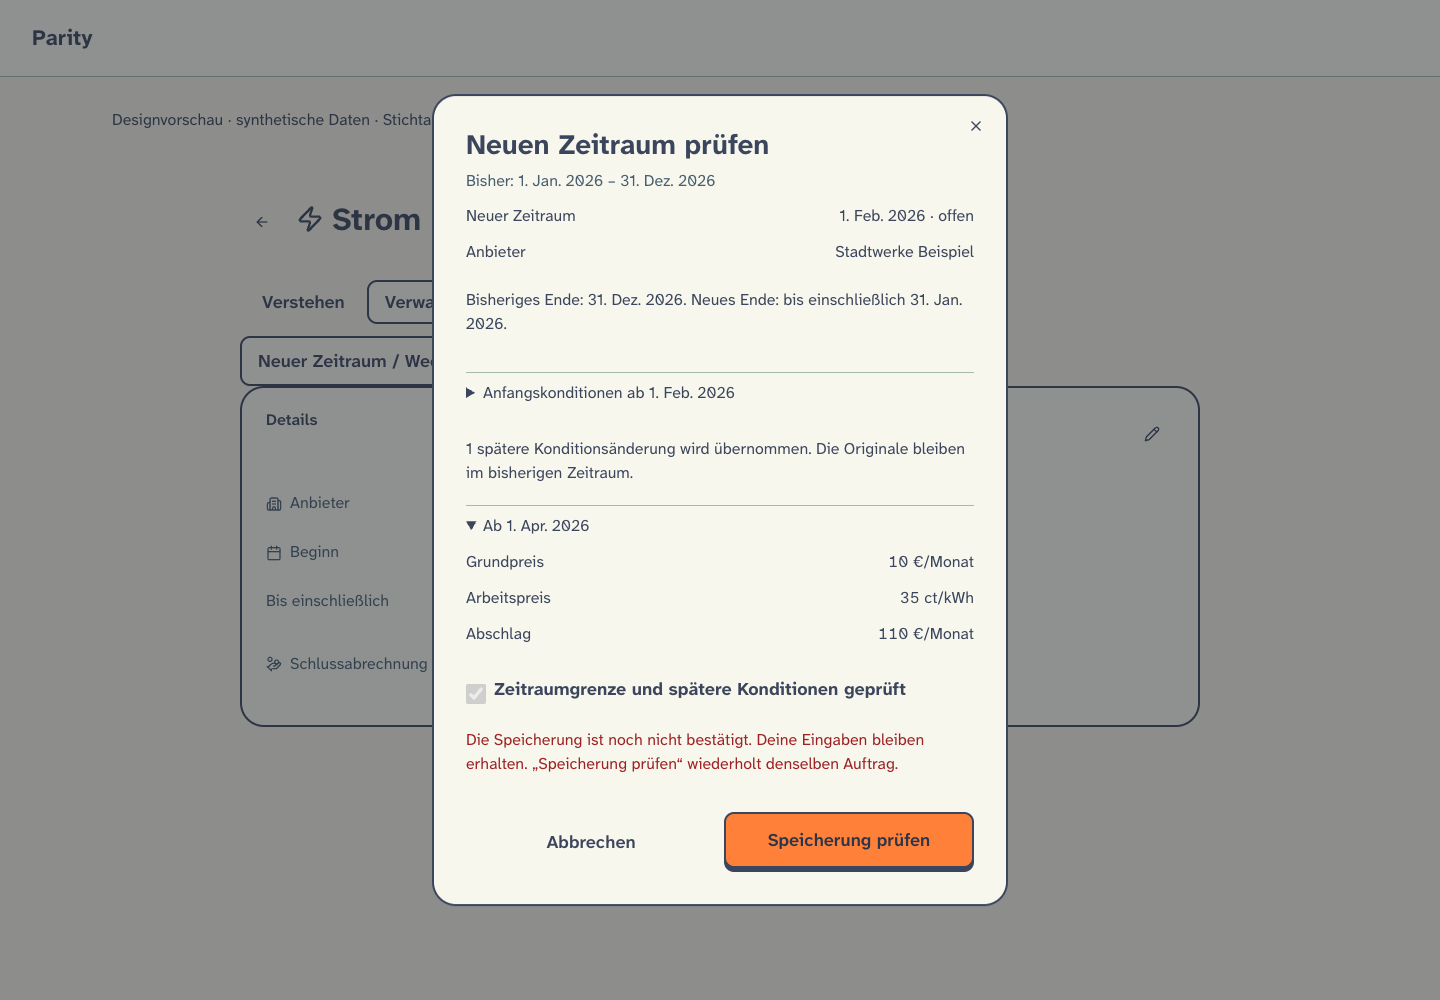 Parity
Designvorschau · synthetische Daten · Stichta
Strom
Verstehen
Verwa
Neuer Zeitraum / Wec
Details
Anbieter
Beginn
Bis einschließlich
Schlussabrechnung
Neuen Zeitraum prüfen
Bisher: 1. Jan. 2026 – 31. Dez. 2026
Neuer Zeitraum 1. Feb. 2026 · offen
Anbieter Stadtwerke Beispiel
Bisheriges Ende: 31. Dez. 2026. Neues Ende: bis einschließlich 31. Jan.
2026.
Anfangskonditionen ab 1. Feb. 2026
1 spätere Konditionsänderung wird übernommen. Die Originale bleiben
im bisherigen Zeitraum.
Ab 1. Apr. 2026
Grundpreis 10 €/Monat
Arbeitspreis 35 ct/kWh
Abschlag 110 €/Monat
Zeitraumgrenze und spätere Konditionen geprüft
Die Speicherung ist noch nicht bestätigt. Deine Eingaben bleiben
erhalten. „Speicherung prüfen“ wiederholt denselben Auftrag.
Abbrechen
Speicherung prüfen